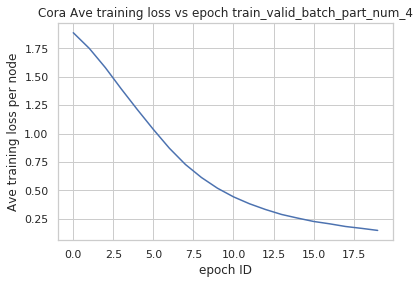 Cora Ave training loss vs epoch train_valid_batch_part_num_4
Ave training loss per node
1.75
1.50
1.25
1.00
0.75
0.50
0.25
0.0 2.5 5.0 7.5 10.0 12.5 15.0 17.5
epoch ID